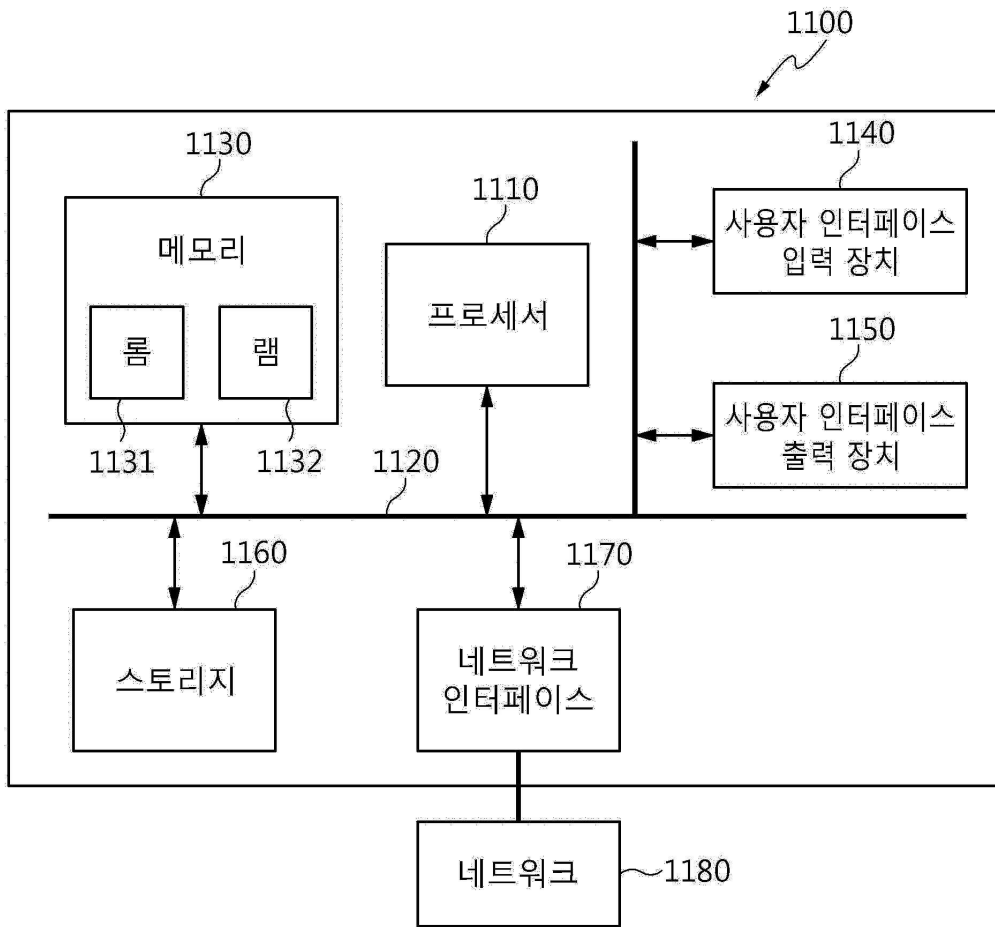 1100
1130
메모리
롬
램
1131
1132
1110
프로세서
1140
사용자 인터페이스
입력 장치
1150
사용자 인터페이스
출력 장치
1120
1160
스토리지
1170
네트워크
인터페이스
네트워크
1180